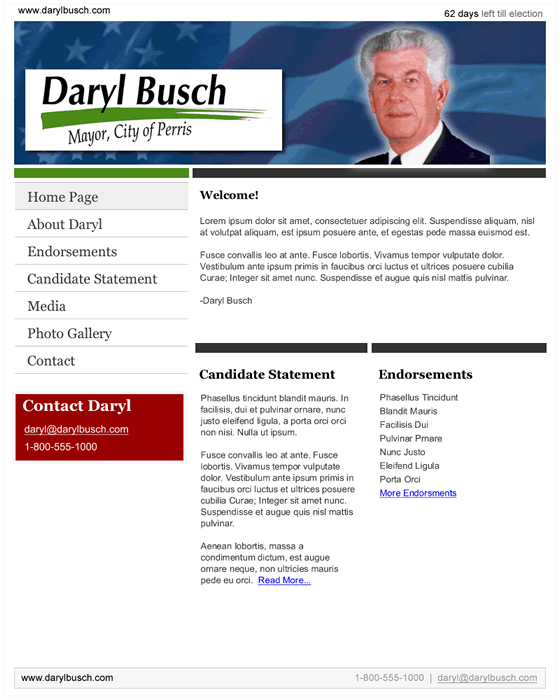 www.darylbusch.com
62 days left till election
Daryl Busch
Mayor, City of Perris
Home Page
About Daryl
Endorsements
Candidate Statement
Media
Photo Gallery
Contact
Contact Daryl
daryl@darylbusch.com
1-800-555-1000
Welcome!
Lorem ipsum dolor sit amet, consectetuer adipiscing elit. Suspendisse aliquam, nisl
at volutpat aliquam, est ipsum posuere ante, et egestas pede massa euismod est.
Fusce convallis leo at ante. Fusce lobortis. Vivamus tempor vulputate dolor.
Vestibulum ante ipsum primis in faucibus orci luctus et ultrices posuere cubilia
Curae; Integer sit amet nunc. Suspendisse et augue quis nisl mattis pulvinar.
-Daryl Busch
Candidate Statement
Phasellus tincidunt blandit mauris. In
facilisis, dui et pulvinar ornare, nunc
justo eleifend ligula, a porta orci orci
non nisi. Nulla ut ipsum.
Fusce convallis leo at ante. Fusce
lobortis. Vivamus tempor vulputate
dolor. Vestibulum ante ipsum primis in
faucibus orci luctus et ultrices posuere
cubilia Curae; Integer sit amet nunc.
Suspendisse et augue quis nisl mattis
pulvinar.
Aenean lobortis, massa a
condimentum dictum, est augue
ornare neque, non ultricies mauris
pede eu orci. Read More...
Endorsements
Phasellus Tincidunt
Blandit Mauris
Facilisis Dui
Pulvinar Prnare
Nunc Justo
Eleifend Ligula
Porta Orci
More Endorsments
www.darylbusch.com
1-800-555-1000 | daryl@darylbusch.com